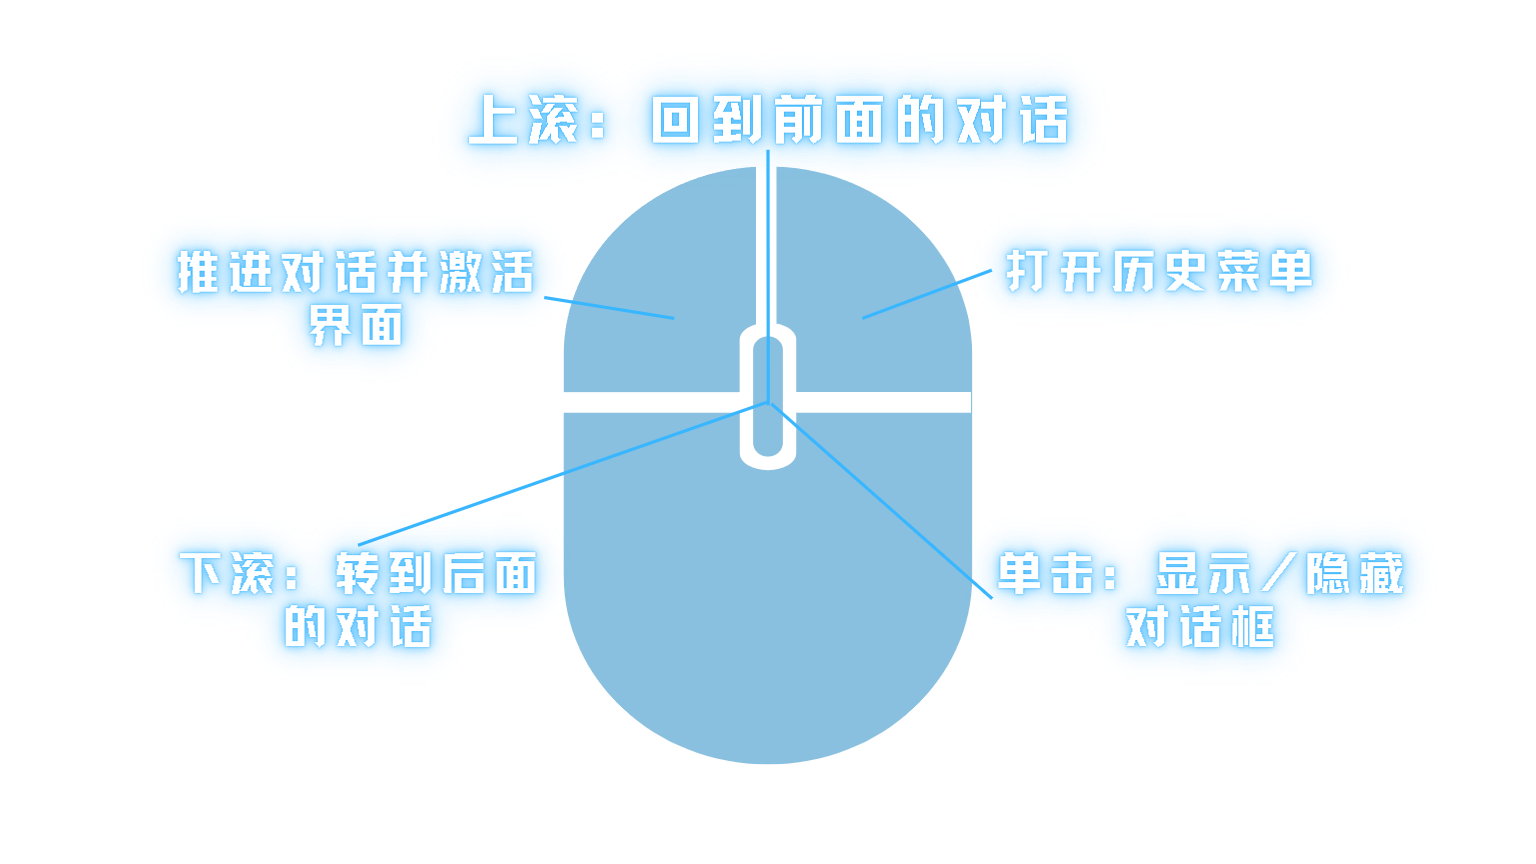 上滚：回到前面的对话
推进对话并激活
界面
打开历史菜单
下滚：转到后面
的对话
单击：显示／隐藏
对话框